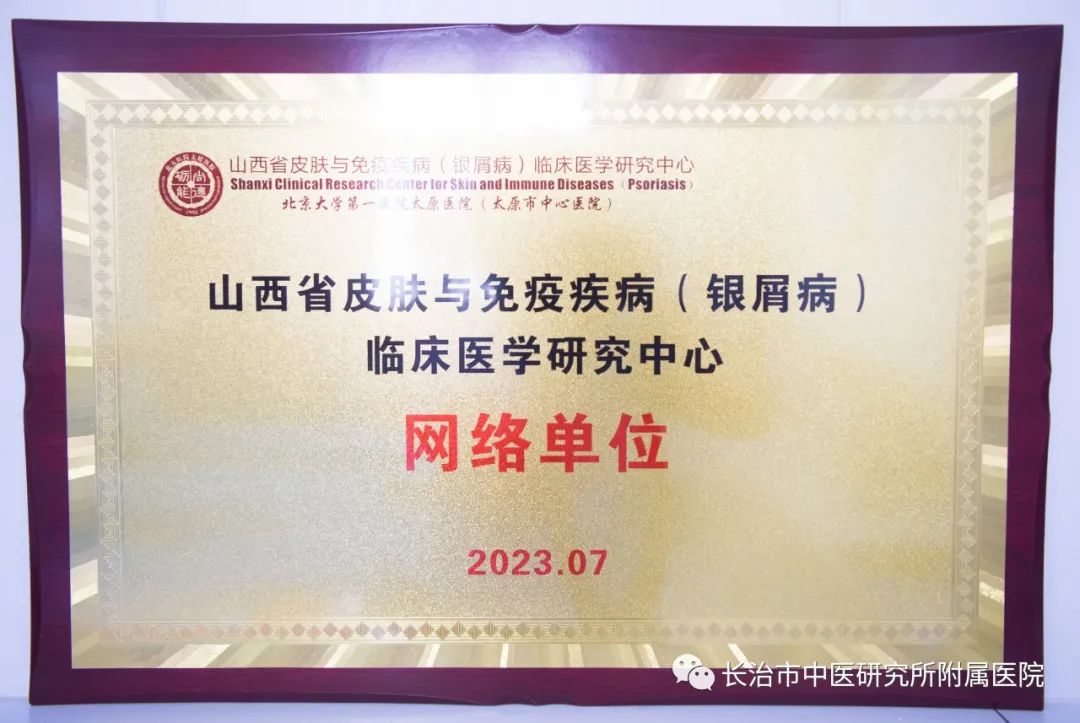 山西省皮肤与免疫疾病（银屑病）临床医学研究中心
Shanxi Clinical Research Center for Skin and Immune Diseases（Psoriasis）
北京大学第一医院太原医院（太原市中心医院）
山西省皮肤与免疫疾病（银屑病）
临床医学研究中心
网络单位
2023.07
长治市中医研究所附属医院